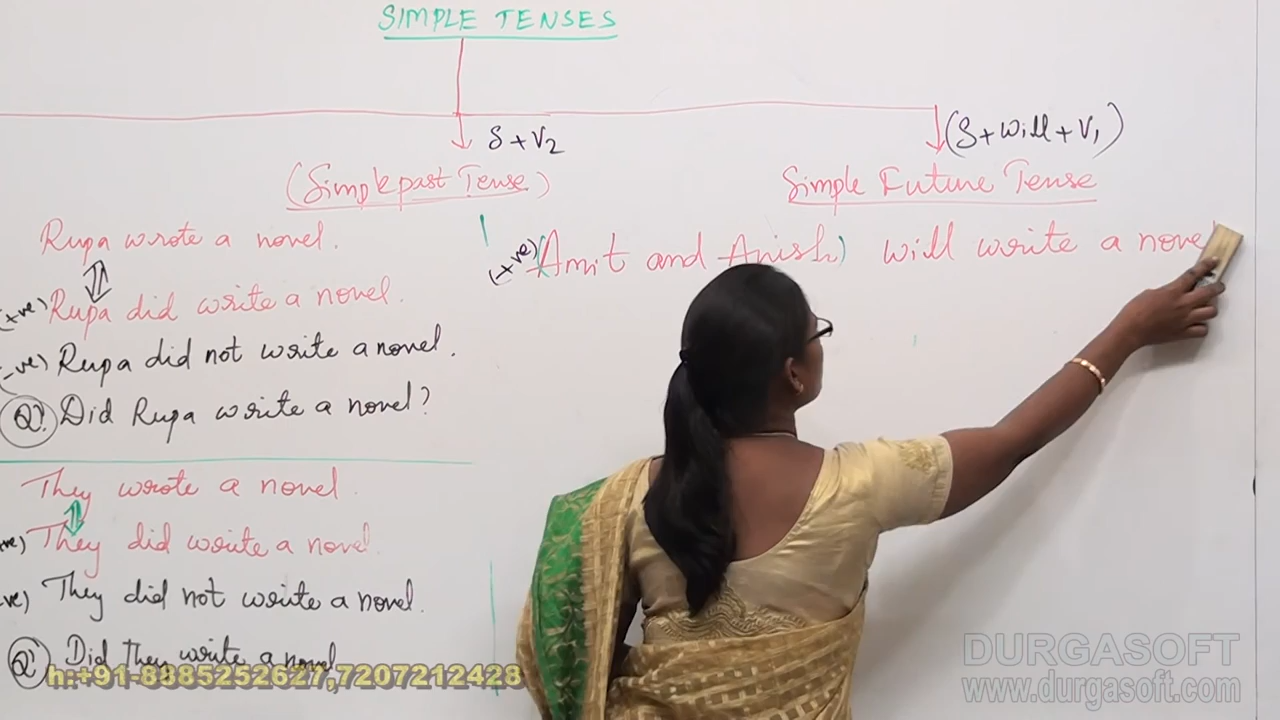 SIMPLE TENSES
S + V2
(Simple past Tense)
Rupa wrote a novel.
(+ve) Rupa did write a novel.
(-ve) Rupa did not write a novel.
Q? Did Rupa write a novel?
They wrote a novel.
ve) They did write a novel.
ve) They did not write a novel.
Q? Did They write a novel
(S + will + V1)
Simple Future Tense
(+ve) (Amit and Anish) will write a nove
h:+91-8885252627,7207212428
DURGASOFT
www.durgasoft.com